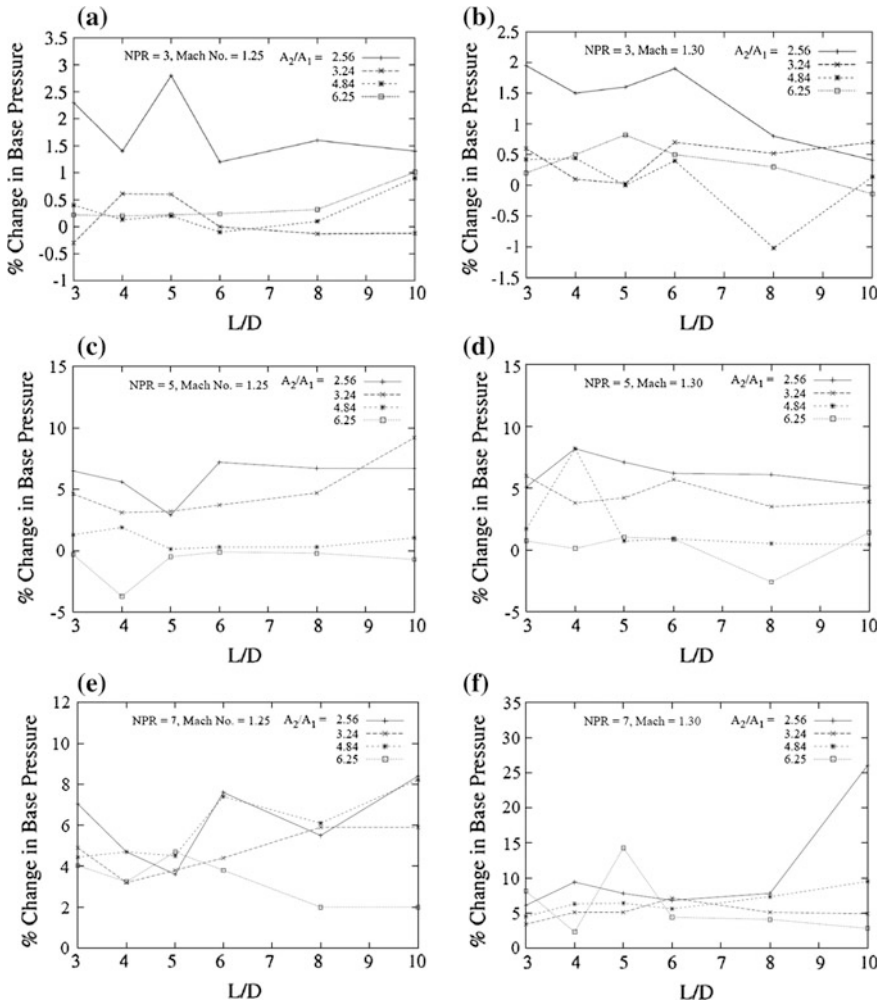 (a)
% Change in Base Pressure
3.5
3
2.5
2
1.5
1
0.5
0
-0.5
-1
NPR = 3, Mach No. = 1.25 A2/A1 = 2.56
3.24
4.84
6.25
3 4 5 6 7 8 9 10
L/D
(b)
% Change in Base Pressure
2.5
2
1.5
1
0.5
0
-0.5
-1
-1.5
NPR = 3, Mach = 1.30 A2/A1 = 2.56
3.24
4.84
6.25
3 4 5 6 7 8 9 10
L/D
(c)
% Change in Base Pressure
15
10
5
0
-5
NPR = 5, Mach No. = 1.25 A2/A1 = 2.56
3.24
4.84
6.25
3 4 5 6 7 8 9 10
L/D
(d)
% Change in Base Pressure
15
10
5
0
-5
NPR = 5, Mach = 1.30 A2/A1 = 2.56
3.24
4.84
6.25
3 4 5 6 7 8 9 10
L/D
(e)
% Change in Base Pressure
12
10
8
6
4
2
0
NPR = 7, Mach No. = 1.25 A2/A1 = 2.56
3.24
4.84
6.25
3 4 5 6 7 8 9 10
L/D
(f)
% Change in Base Pressure
35
30
25
20
15
10
5
0
NPR = 7, Mach = 1.30 A2/A1 = 2.56
3.24
4.84
6.25
3 4 5 6 7 8 9 10
L/D